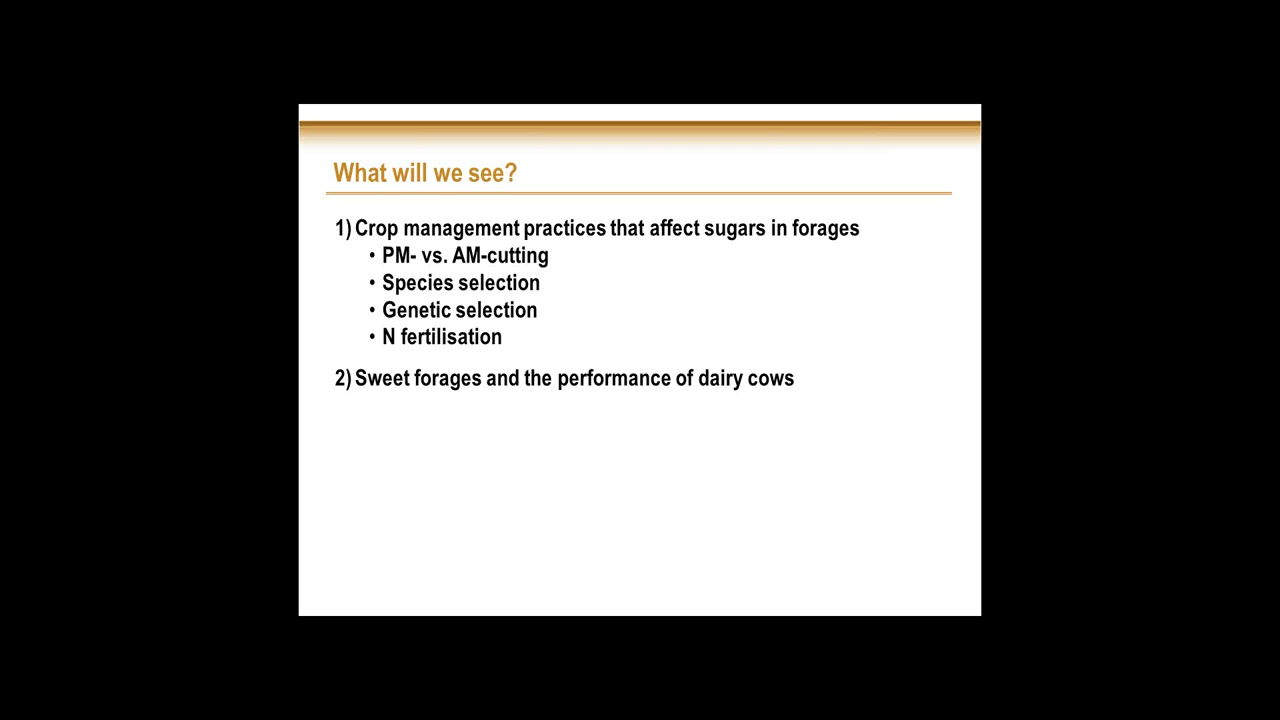 What will we see?
1) Crop management practices that affect sugars in forages
• PM- vs. AM-cutting
• Species selection
• Genetic selection
• N fertilisation
2) Sweet forages and the performance of dairy cows